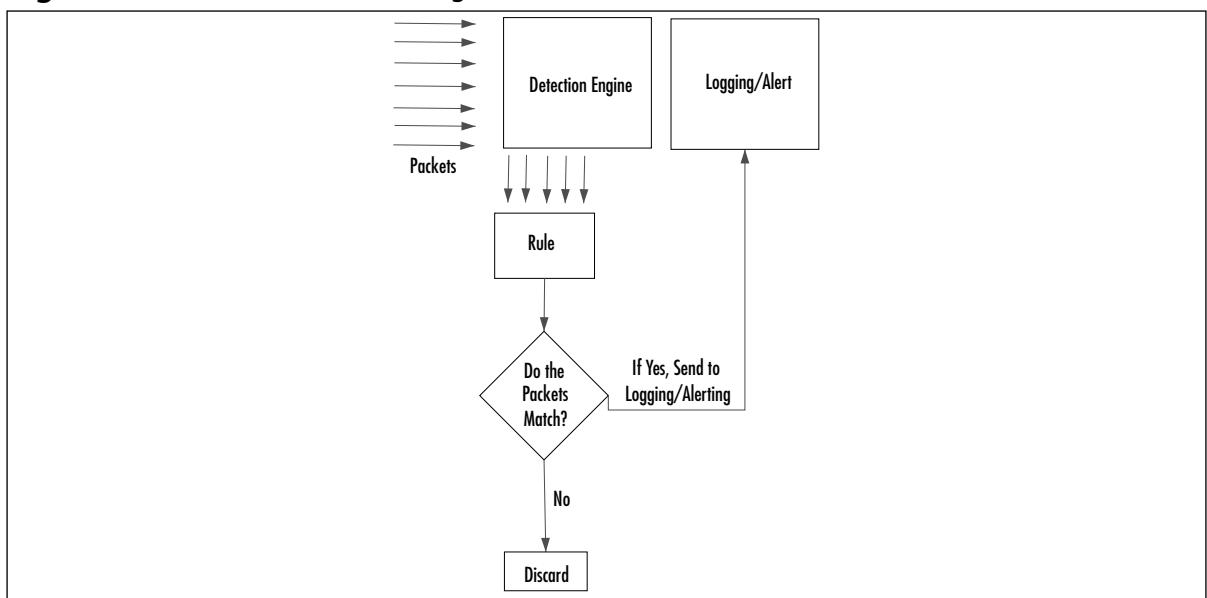 Detection Engine
Logging/Alert
Packets
Rule
Do the
Packets
Match?
If Yes, Send to
Logging/Alerting
No
Discard